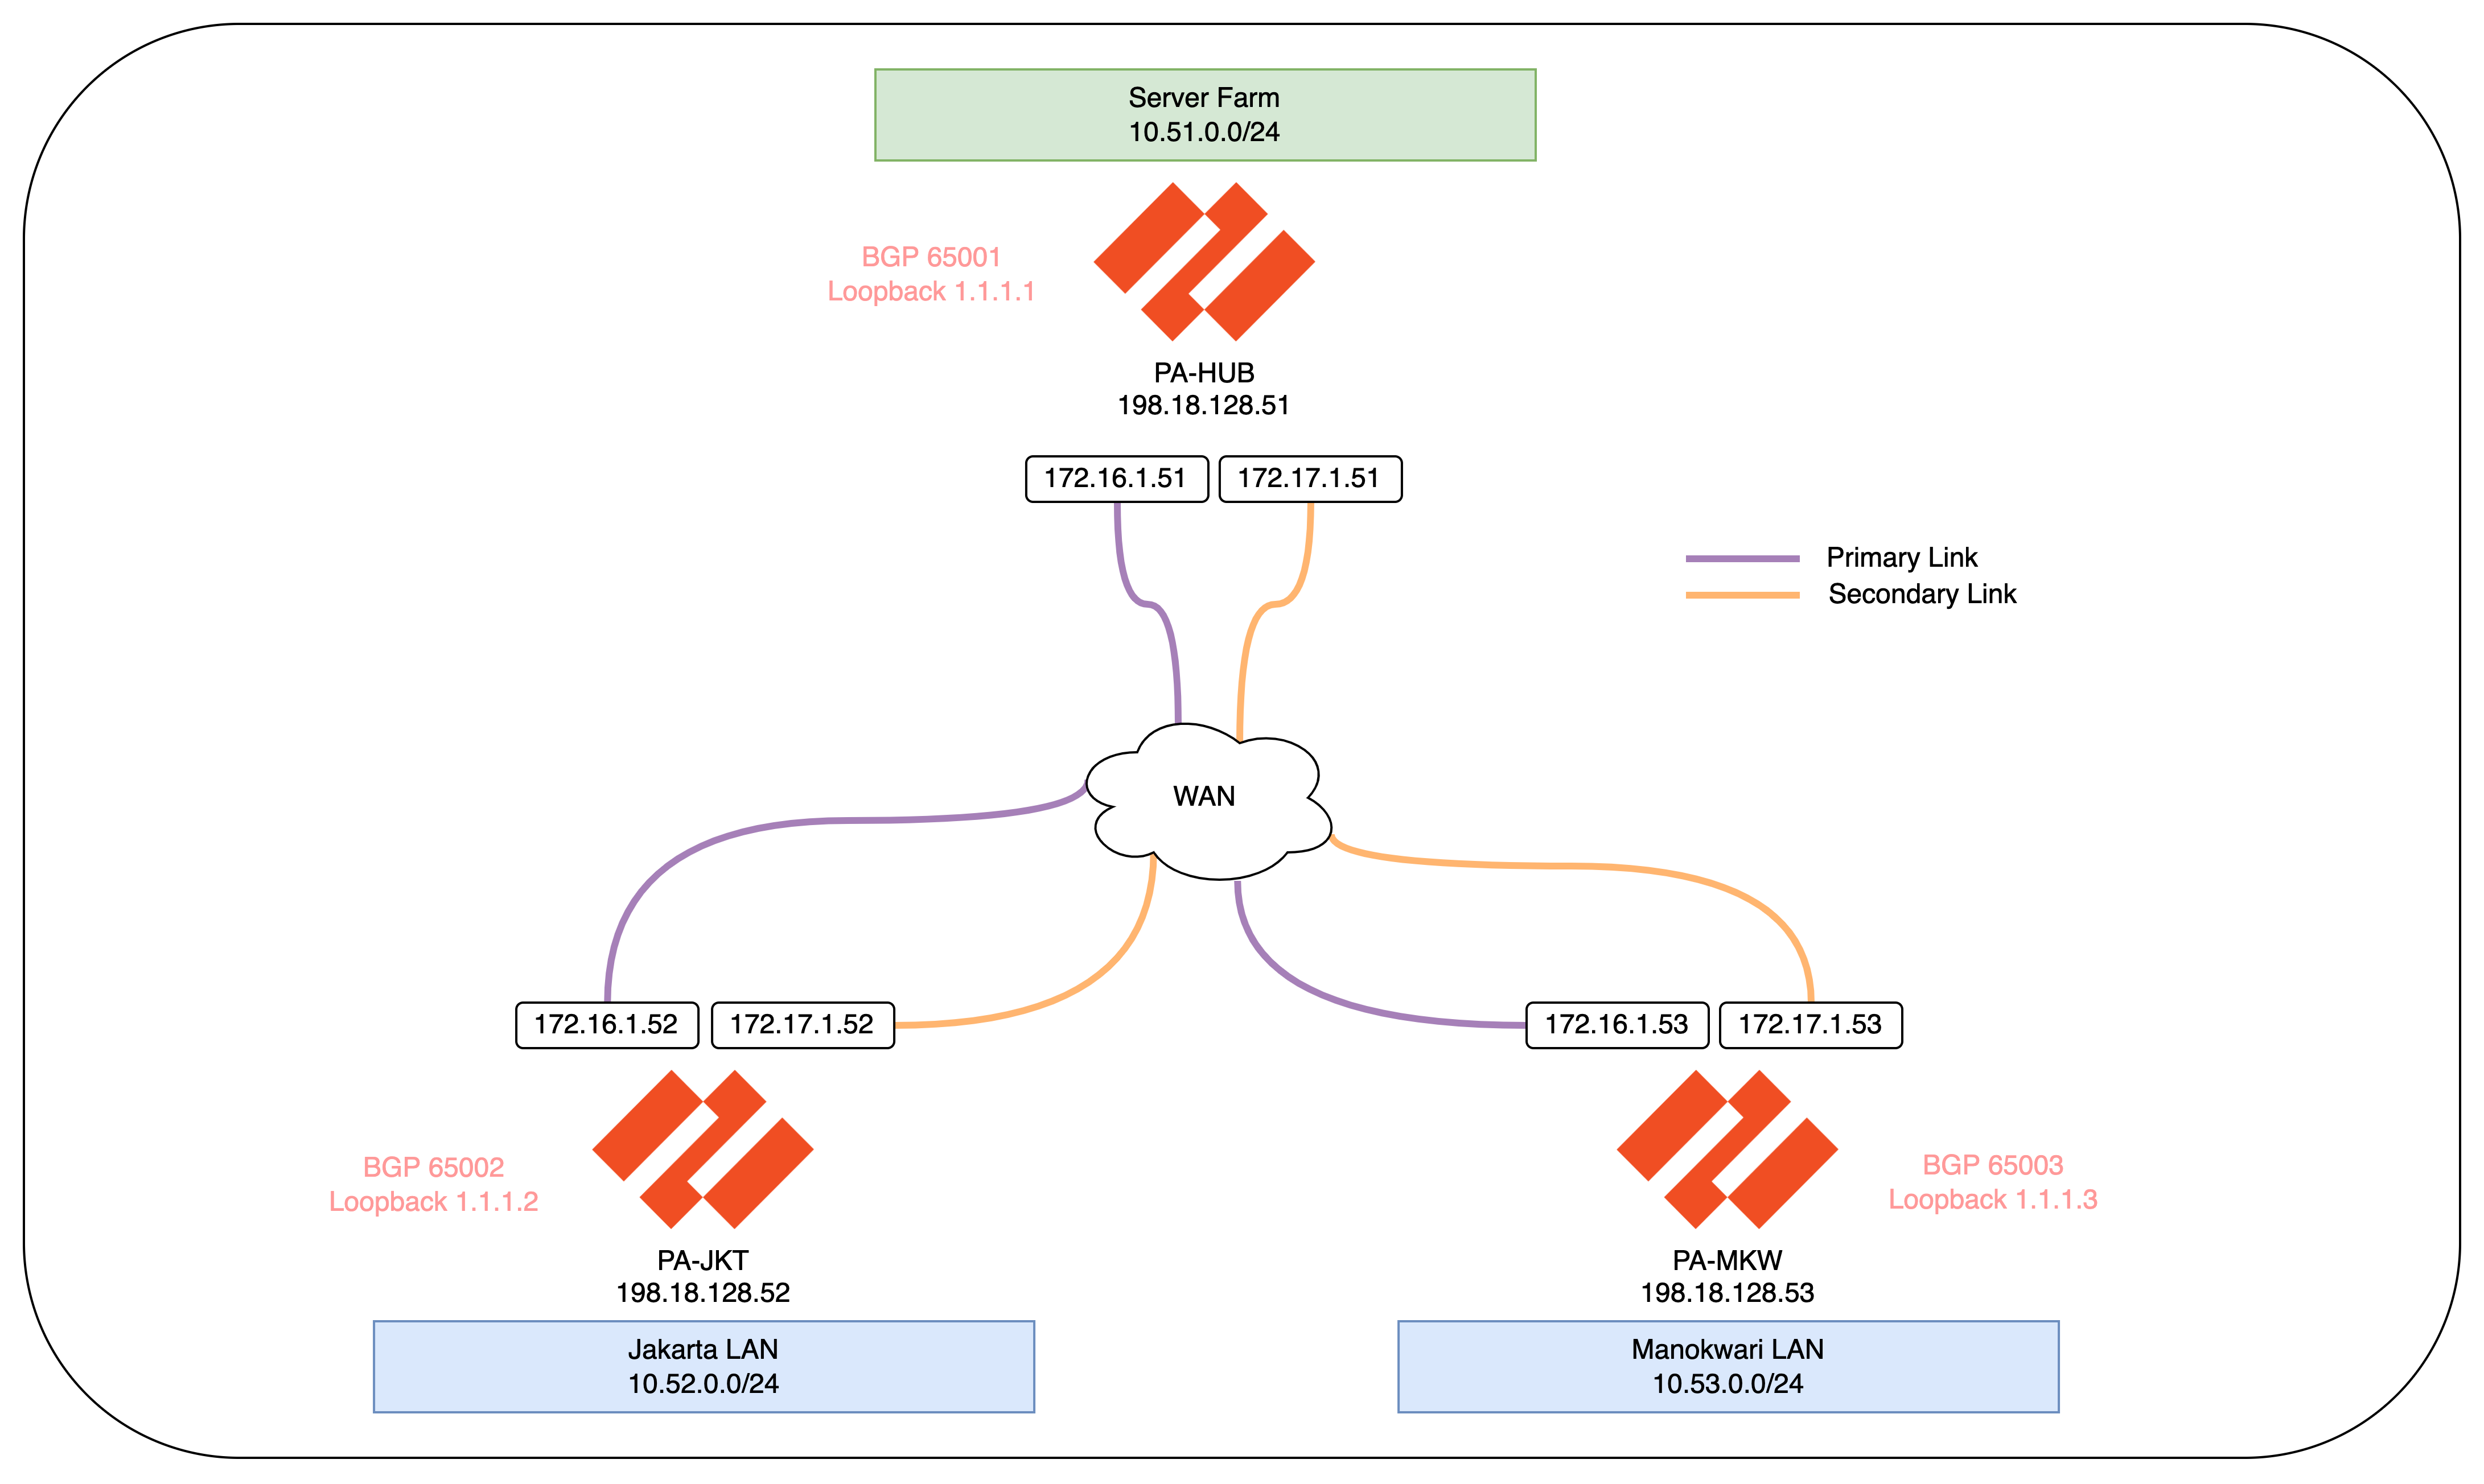 Server Farm
10.51.0.0/24
BGP 65001
Loopback 1.1.1.1
PA-HUB
198.18.128.51
172.16.1.51
172.17.1.51
Primary Link
Secondary Link
WAN
172.16.1.52
172.17.1.52
172.16.1.53
172.17.1.53
BGP 65002
Loopback 1.1.1.2
BGP 65003
Loopback 1.1.1.3
PA-JKT
198.18.128.52
PA-MKW
198.18.128.53
Jakarta LAN
10.52.0.0/24
Manokwari LAN
10.53.0.0/24